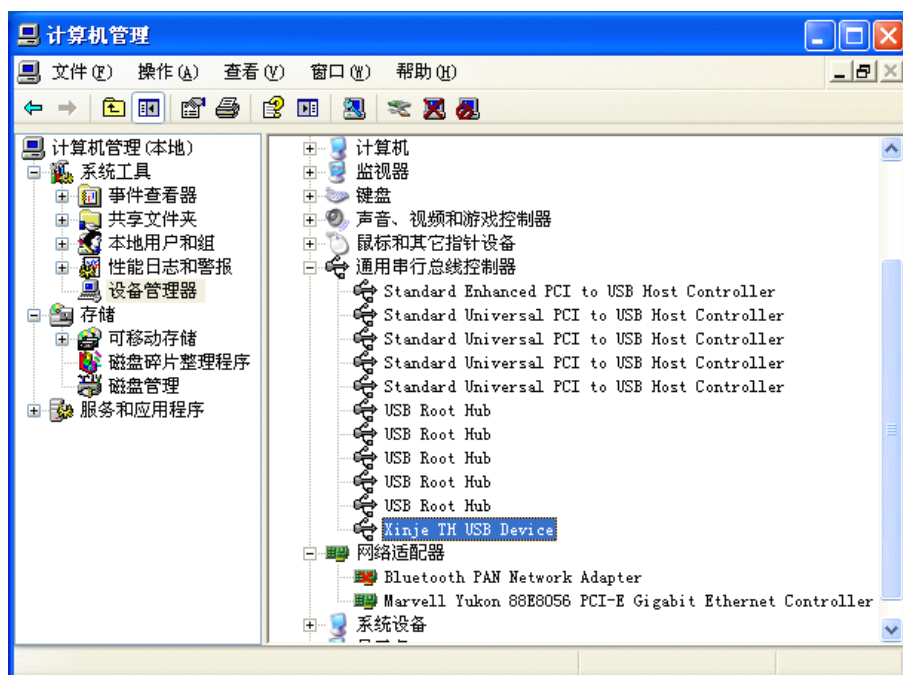 计算机管理
文件(F) 操作(A) 查看(V) 窗口(W) 帮助(H)
计算机管理(本地)
系统工具
事件查看器
共享文件夹
本地用户和组
性能日志和警报
设备管理器
存储
可移动存储
磁盘碎片整理程序
磁盘管理
服务和应用程序
计算机
监视器
键盘
声音、视频和游戏控制器
鼠标和其它指针设备
通用串行总线控制器
Standard Enhanced PCI to USB Host Controller
Standard Universal PCI to USB Host Controller
Standard Universal PCI to USB Host Controller
Standard Universal PCI to USB Host Controller
Standard Universal PCI to USB Host Controller
USB Root Hub
USB Root Hub
USB Root Hub
USB Root Hub
USB Root Hub
Xinje TH USB Device
网络适配器
Bluetooth PAN Network Adapter
Marvell Yukon 88E8056 PCI-E Gigabit Ethernet Controller
系统设备